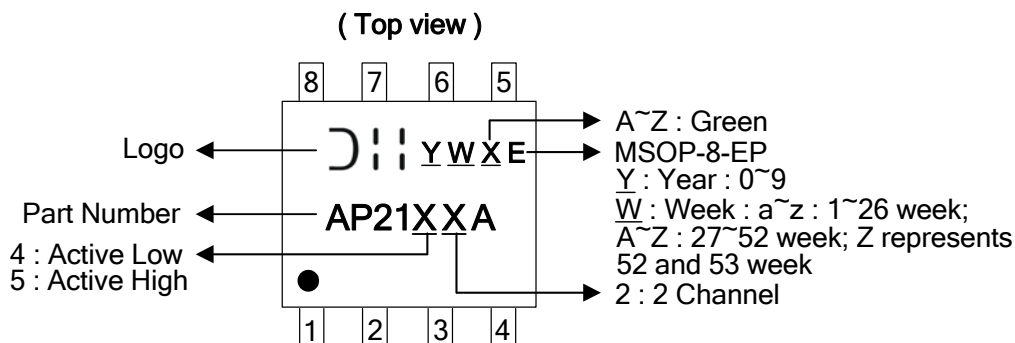 ( Top view )
8 7 6 5
Logo
Y W X E
A~Z : Green
MSOP-8-EP
Y : Year : 0~9
W : Week : a~z : 1~26 week;
A~Z : 27~52 week; Z represents
52 and 53 week
Part Number
AP21XXA
4 : Active Low
5 : Active High
2 : 2 Channel
1 2 3 4